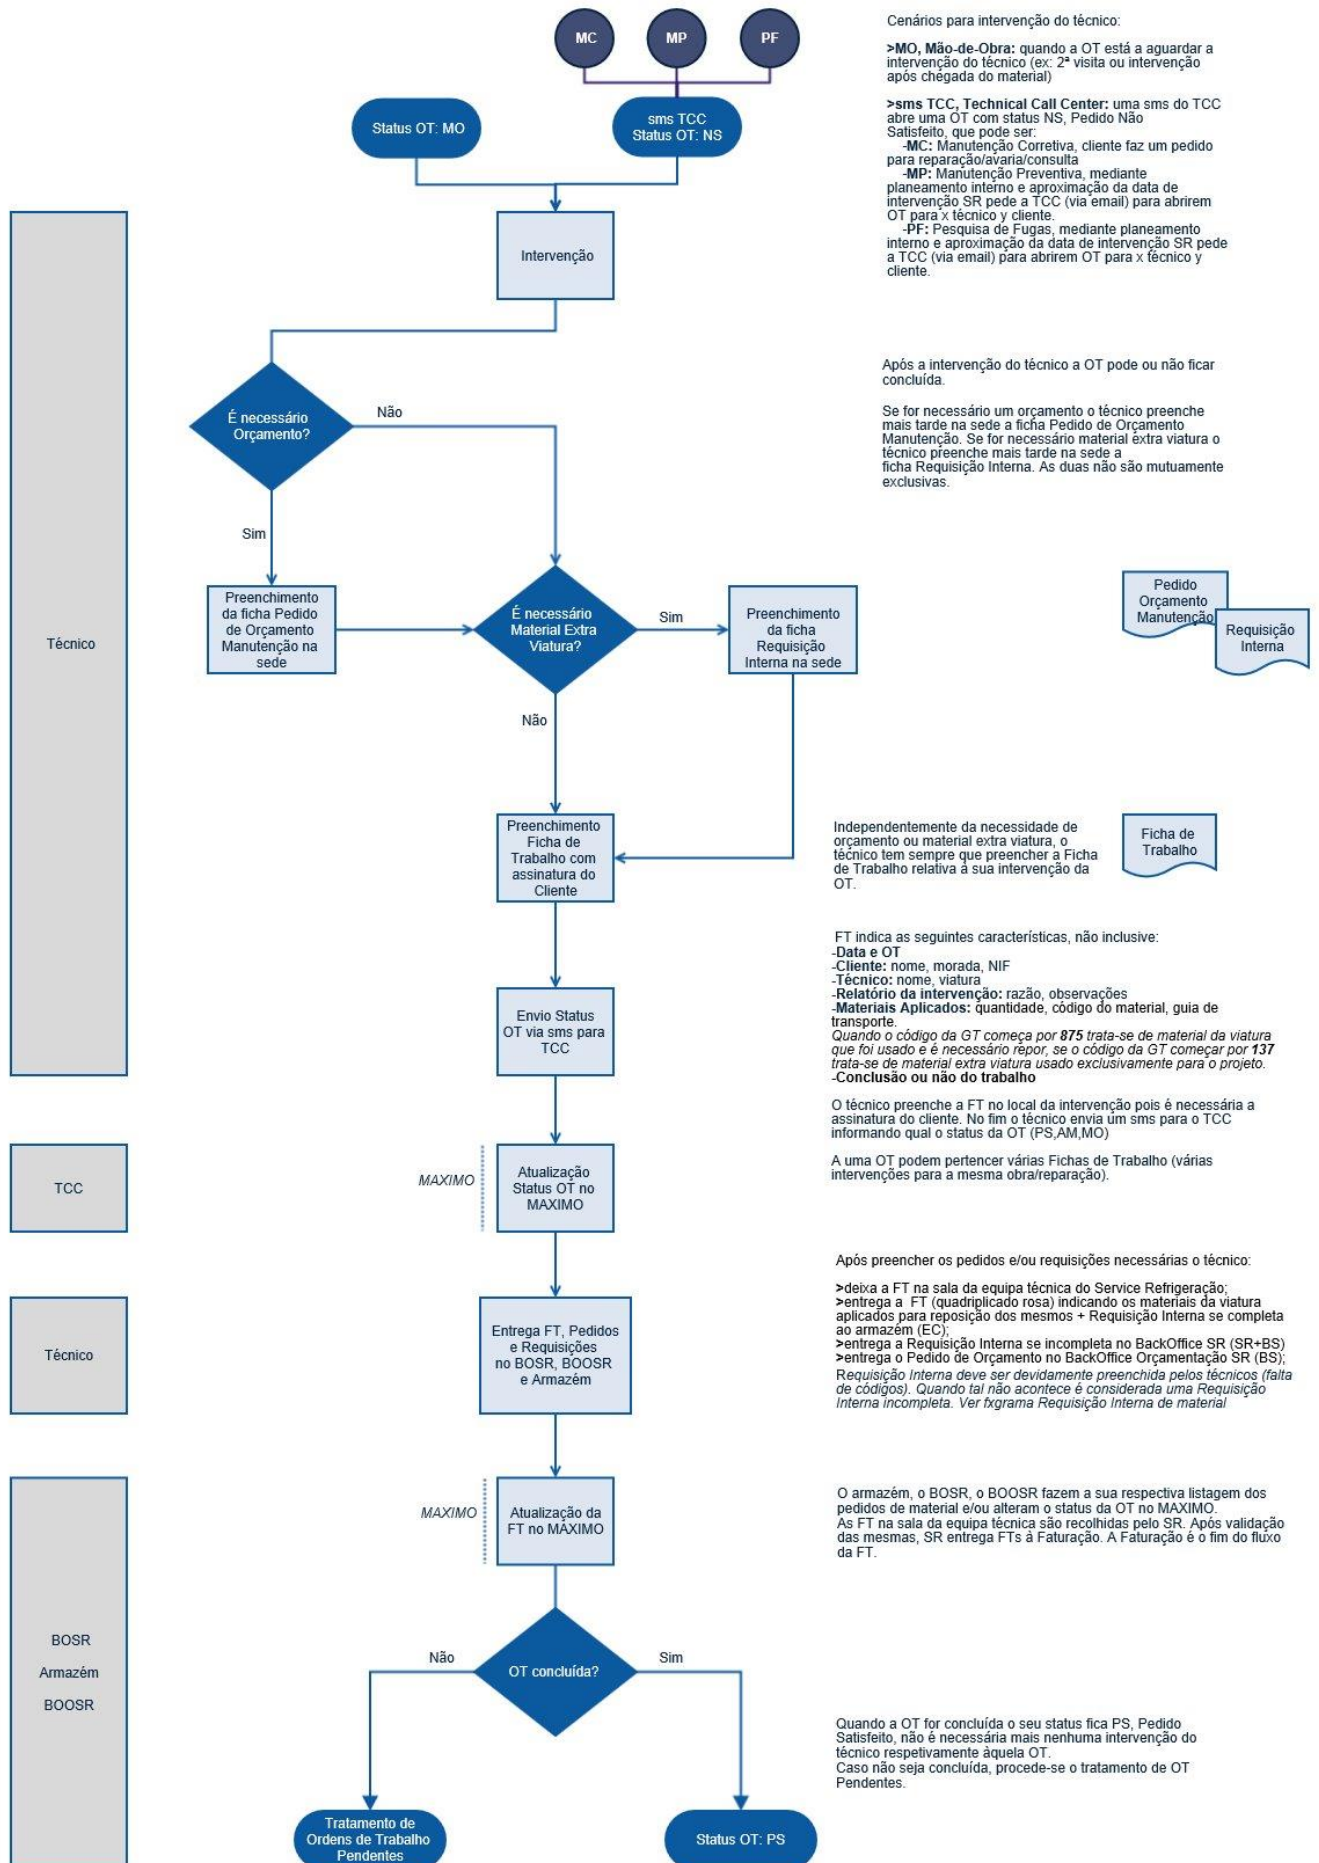 MC
MP
PF
Status OT: MO
sms TCC
Status OT: NS
Cenários para intervenção do técnico:
>MO, Mão-de-Obra: quando a OT está a aguardar a
intervenção do técnico (ex: 2ª visita ou intervenção
após chegada do material)
>sms TCC, Technical Call Center: uma sms do TCC
abre uma OT com status NS, Pedido Não
Satisfeito, que pode ser:
-MC: Manutenção Corretiva, cliente faz um pedido
para reparação/avaria/consulta
-MP: Manutenção Preventiva, mediante
planeamento interno e aproximação da data de
intervenção SR pede a TCC (via email) para abrirem
OT para x técnico y cliente.
-PF: Pesquisa de Fugas, mediante planeamento
interno e aproximação da data de intervenção SR pede
a TCC (via email) para abrirem OT para x técnico y
cliente.
Intervenção
Após a intervenção do técnico a OT pode ou não ficar
concluída.
Se for necessário um orçamento o técnico preenche
mais tarde na sede a ficha Pedido de Orçamento
Manutenção. Se for necessário material extra viatura o
técnico preenche mais tarde na sede a
ficha Requisição Interna. As duas não são mutuamente
exclusivas.
É necessário
Orçamento?
Não
Sim
Técnico
Preenchimento
da ficha Pedido
de Orçamento
Manutenção na
sede
É necessário
Material Extra
Viatura?
Sim
Não
Preenchimento
da ficha
Requisição
Interna na sede
Pedido
Orçamento
Manutenção
Requisição
Interna
Preenchimento
Ficha de
Trabalho com
assinatura do
Cliente
Independentemente da necessidade de
orçamento ou material extra viatura, o
técnico tem sempre que preencher a Ficha
de Trabalho relativa à sua intervenção da
OT.
Ficha de
Trabalho
FT indica as seguintes características, não inclusive:
-Data e OT
-Cliente: nome, morada, NIF
-Técnico: nome, viatura
-Relatório da intervenção: razão, observações
-Materiais Aplicados: quantidade, código do material, guia de
transporte.
Quando o código da GT começa por 875 trata-se de material da viatura
que foi usado e é necessário repor, se o código da GT começar por 137
trata-se de material extra viatura usado exclusivamente para o projeto.
-Conclusão ou não do trabalho
O técnico preenche a FT no local da intervenção pois é necessária a
assinatura do cliente. No fim o técnico envia um sms para o TCC
informando qual o status da OT (PS,AM,MO)
A uma OT podem pertencer várias Fichas de Trabalho (várias
intervenções para a mesma obra/reparação).
Envio Status
OT via sms para
TCC
TCC
MAXIMO
Atualização
Status OT no
MAXIMO
Técnico
Entrega FT, Pedidos
e Requisições
no BOSR, BOOSR
e Armazém
Após preencher os pedidos e/ou requisições necessárias o técnico:
>deixa a FT na sala da equipa técnica do Service Refrigeração;
>entrega a FT (quadriplicado rosa) indicando os materiais da viatura
aplicados para reposição dos mesmos + Requisição Interna se completa
ao armazém (EC);
>entrega a Requisição Interna se incompleta no BackOffice SR (SR+BS)
>entrega o Pedido de Orçamento no BackOffice Orçamentação SR (BS);
Requisição Interna deve ser devidamente preenchida pelos técnicos (falta
de códigos). Quando tal não acontece é considerada uma Requisição
Interna incompleta. Ver fxgrama Requisição Interna de material
MAXIMO
Atualização da
FT no MAXIMO
O armazém, o BOSR, o BOOSR fazem a sua respectiva listagem dos
pedidos de material e/ou alteram o status da OT no MAXIMO.
As FT na sala da equipa técnica são recolhidas pelo SR. Após validação
das mesmas, SR entrega FTs à Faturação. A Faturação é o fim do fluxo
da FT.
BOSR
Armazém
BOOSR
Não
OT concluída?
Sim
Quando a OT for concluída o seu status fica PS, Pedido
Satisfeito, não é necessária mais nenhuma intervenção do
técnico respetivamente àquela OT.
Caso não seja concluída, procede-se o tratamento de OT
Pendentes.
Tratamento de
Ordens de Trabalho
Pendentes
Status OT: PS